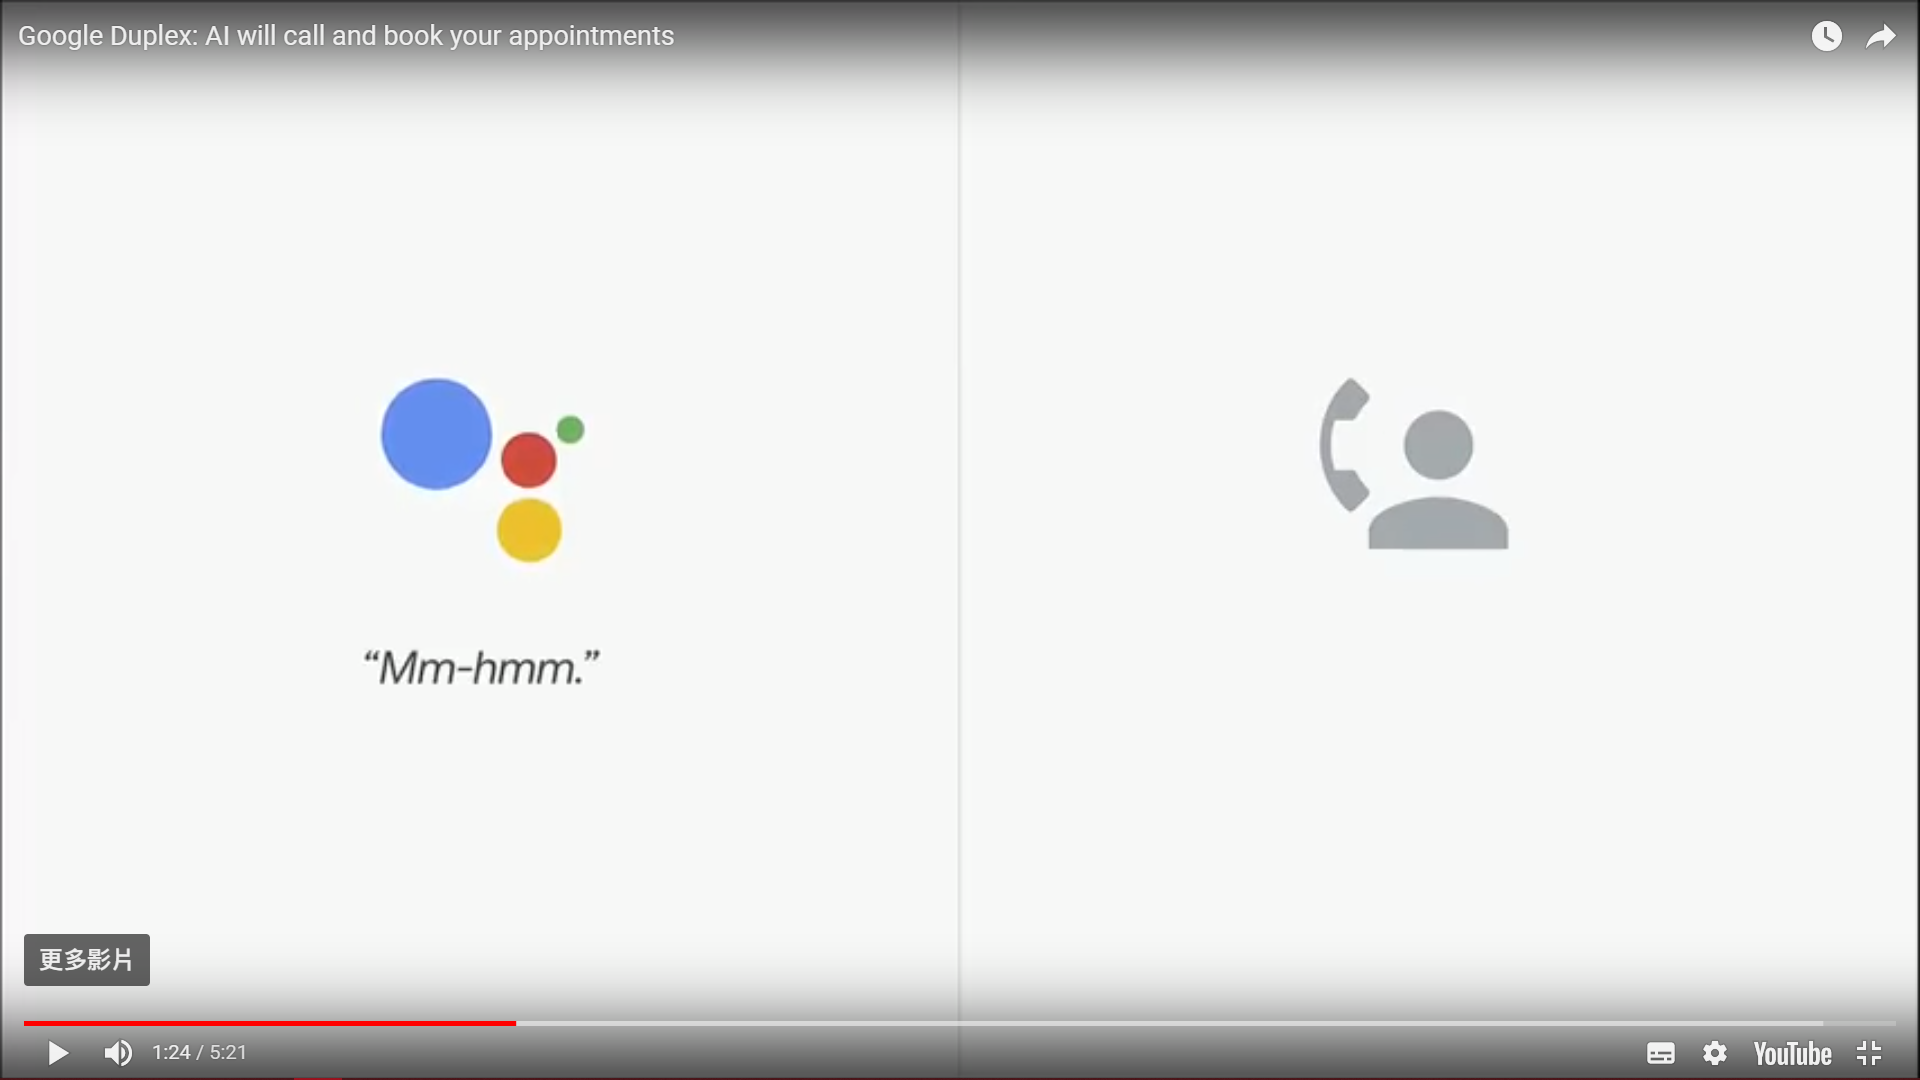 Google Duplex: AI will call and book your appointments
“Mm-hmm.”
更多影片
1:24 / 5:21
YouTube